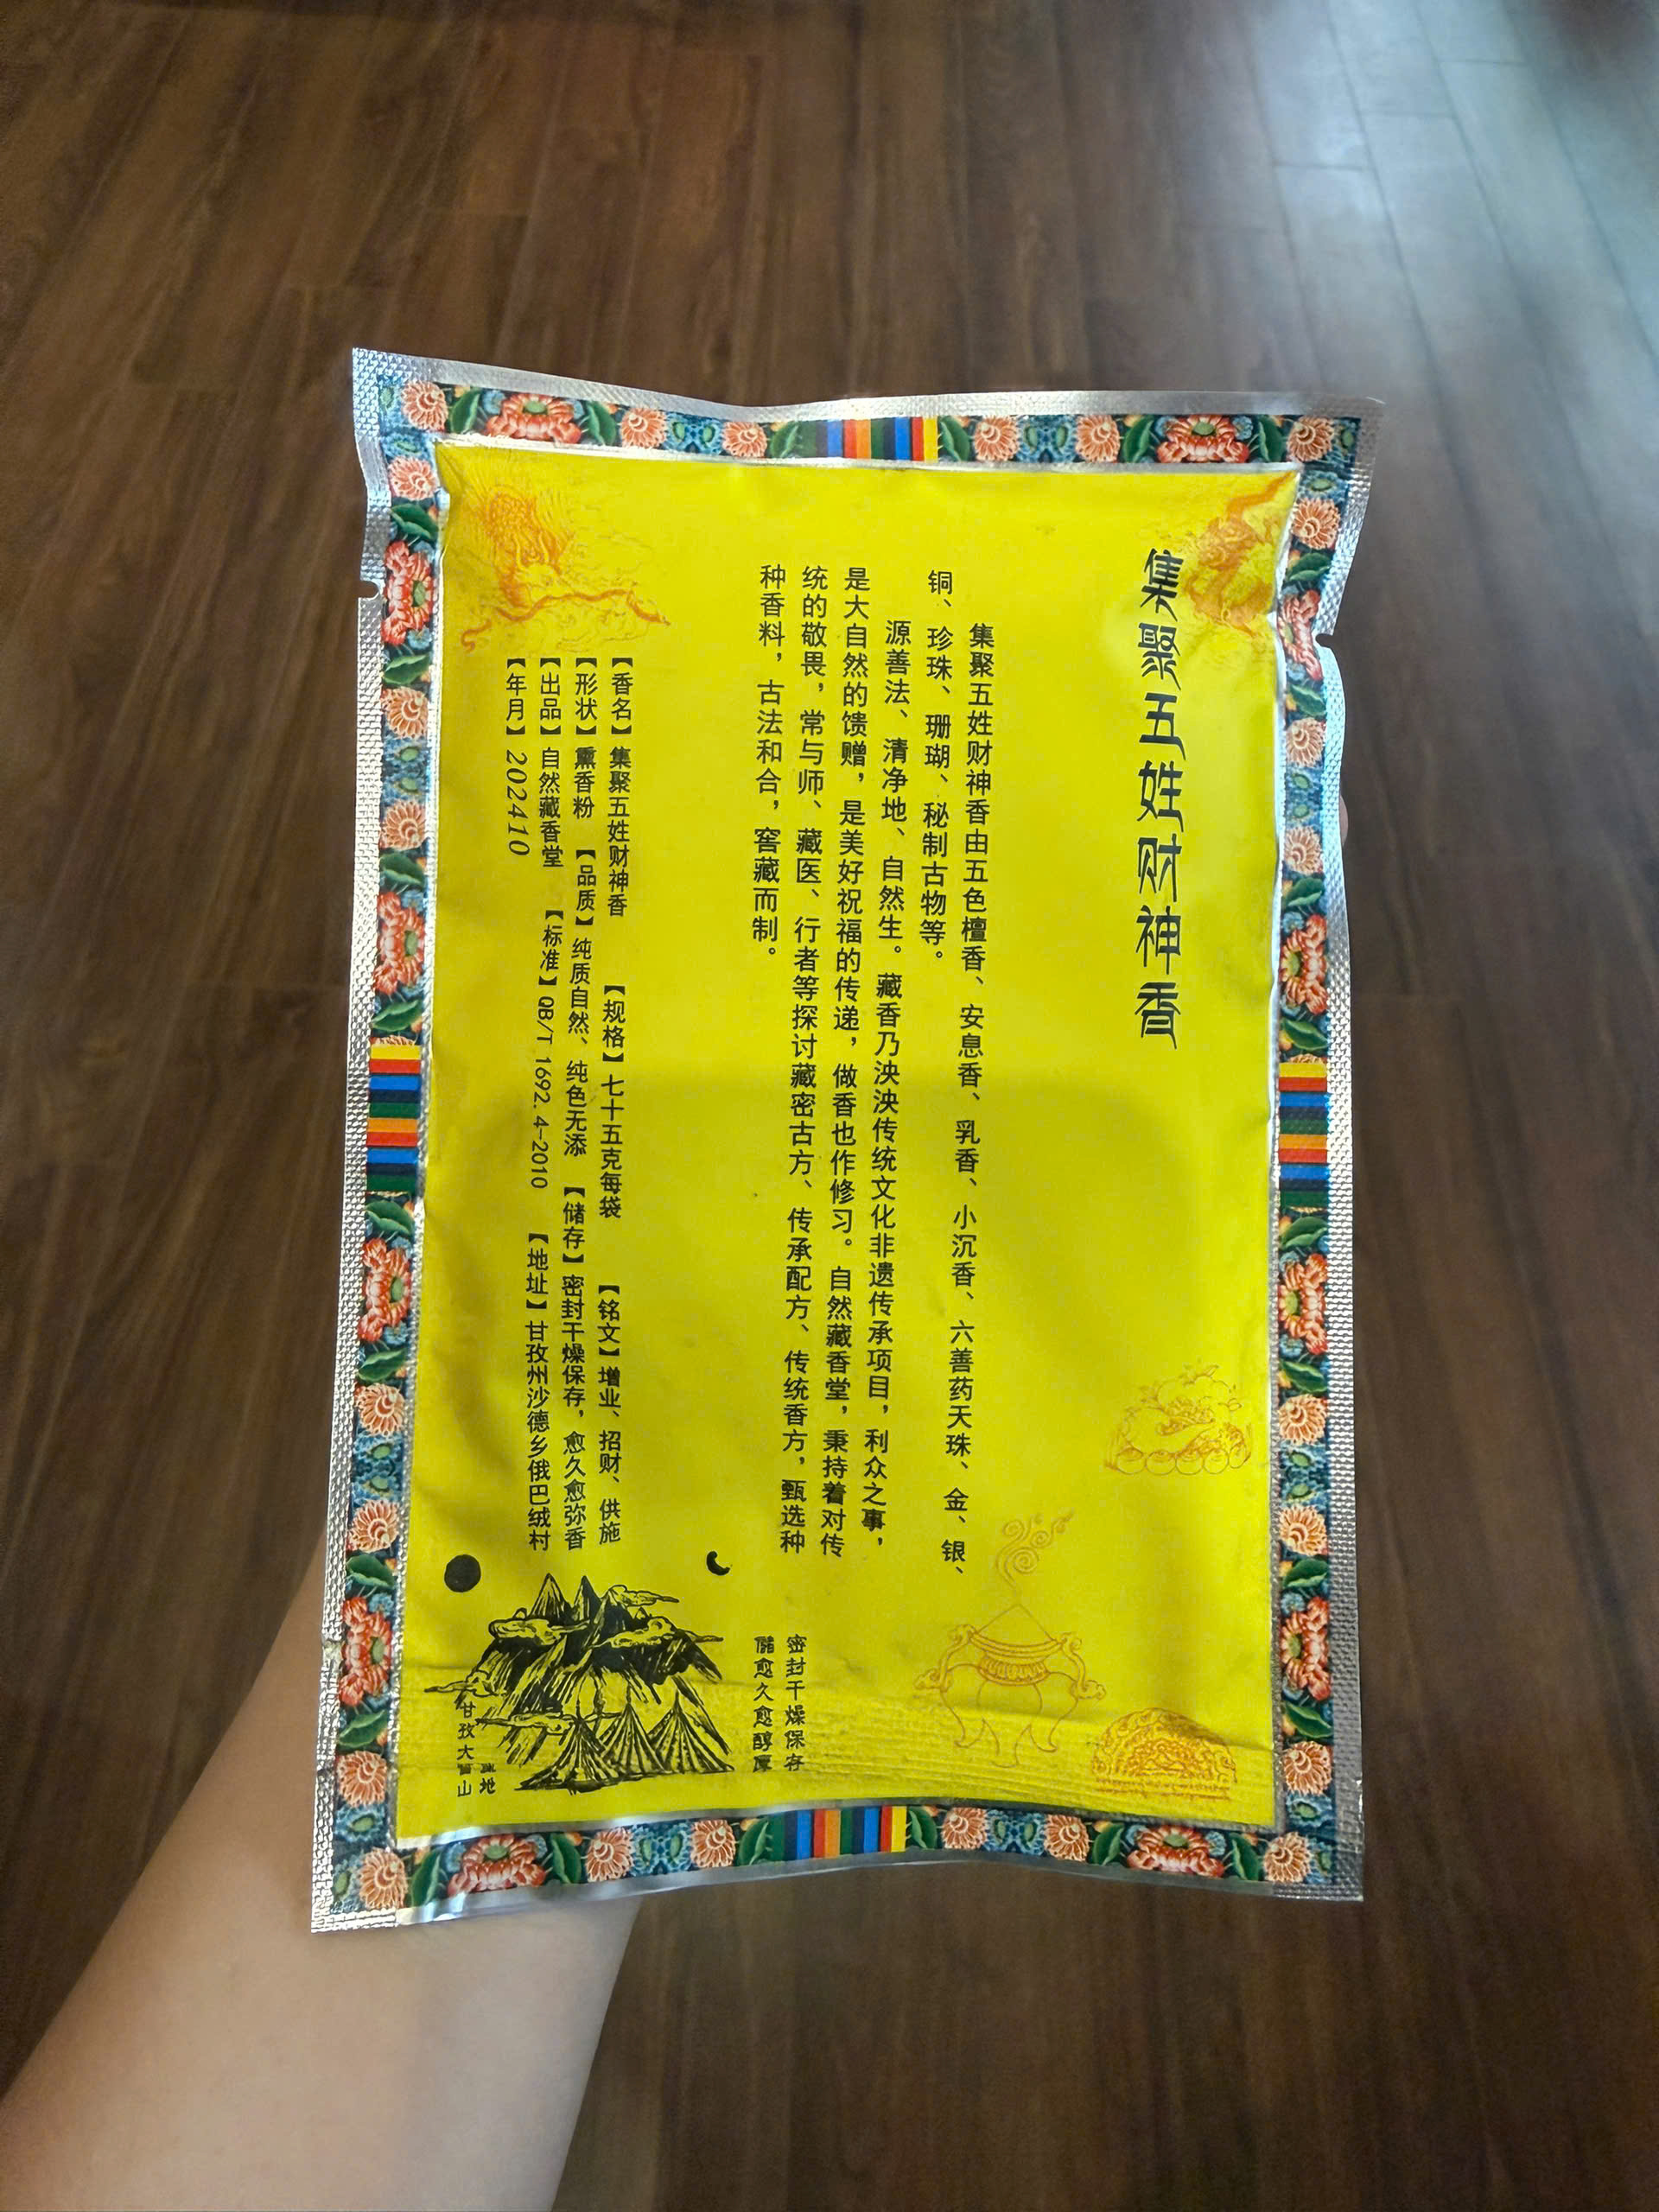 集聚五姓财神香
集聚五姓财神香由五色檀香、安息香、乳香、小沉香、六善药天珠、金、银、
铜、珍珠、珊瑚、秘制古物等。
源善法、清净地、自然生。藏香乃泱泱传统文化非遗传承项目，利众之事，
是大自然的馈赠，是美好祝福的传递，做香也作修习。自然藏香堂，秉持着对传
统的敬畏，常与师、藏医、行者等探讨藏密古方、传承配方、传统香方，甄选种
种香料，古法和合，窖藏而制。
【香名】集聚五姓财神香 【规格】七十五克每袋 【铭文】增业、招财、供施
【形状】熏香粉 【品质】纯质自然、纯色无添 【储存】密封干燥保存，愈久愈弥香
【出品】自然藏香堂 【标准】QB/T 1692.4-2010 【地址】甘孜州沙德乡俄巴绒村
【年月】202410
密封干燥保存
儲愈久愈醇厚
地
甘孜大雪山